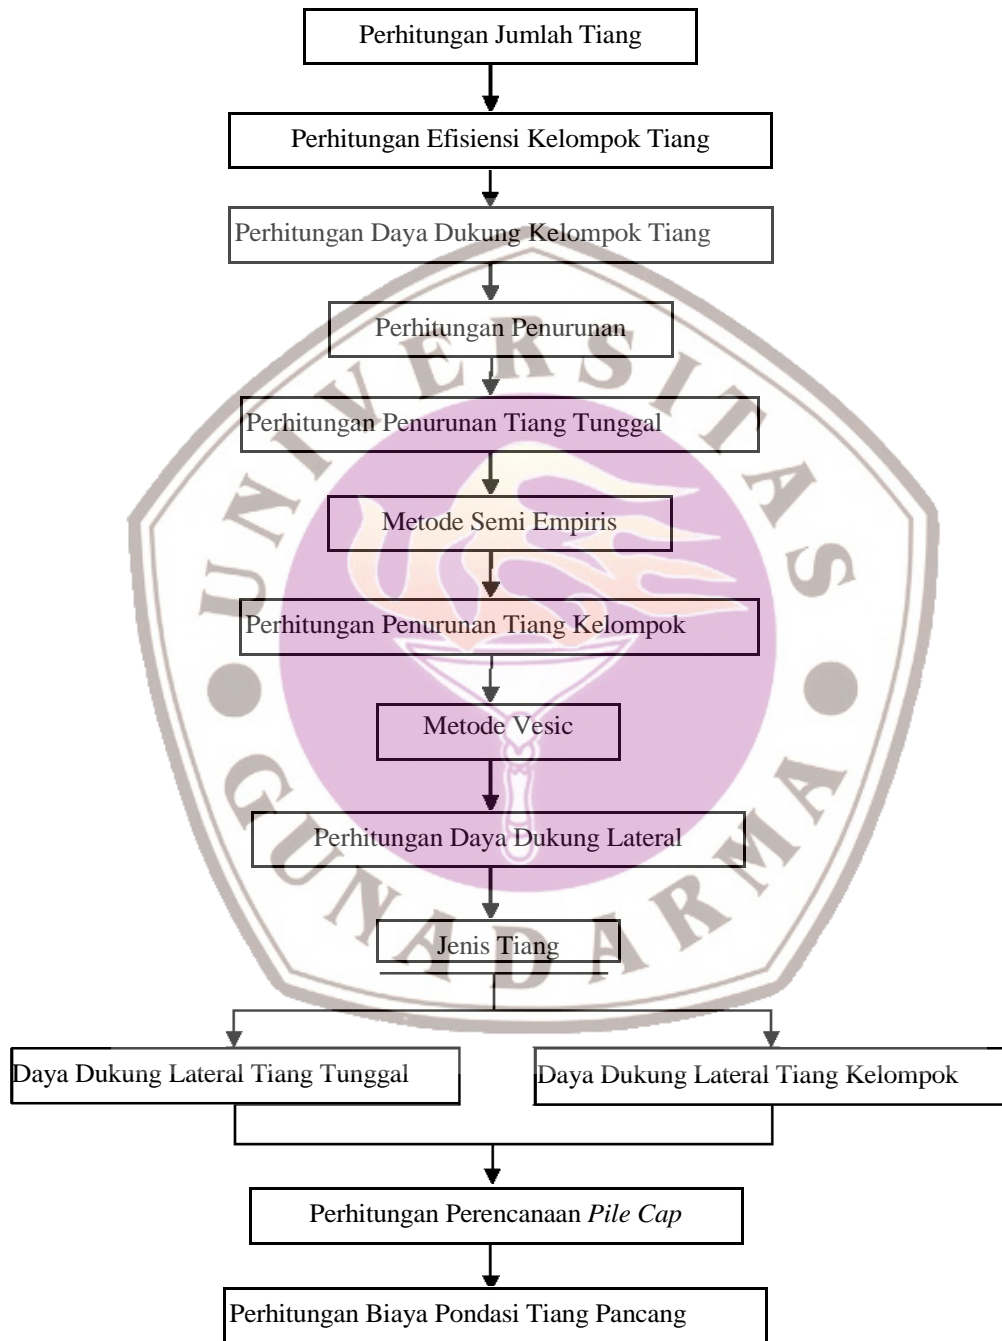 Perhitungan Jumlah Tiang
Perhitungan Efisiensi Kelompok Tiang
Perhitungan Daya Dukung Kelompok Tiang
Perhitungan Penurunan
Perhitungan Penurunan Tiang Tunggal
Metode Semi Empiris
Perhitungan Penurunan Tiang Kelompok
Metode Vesic
Perhitungan Daya Dukung Lateral
Jenis Tiang
Daya Dukung Lateral Tiang Tunggal
Daya Dukung Lateral Tiang Kelompok
Perhitungan Perencanaan Pile Cap
Perhitungan Biaya Pondasi Tiang Pancang
UNIVERSITAS
GUNADARMA